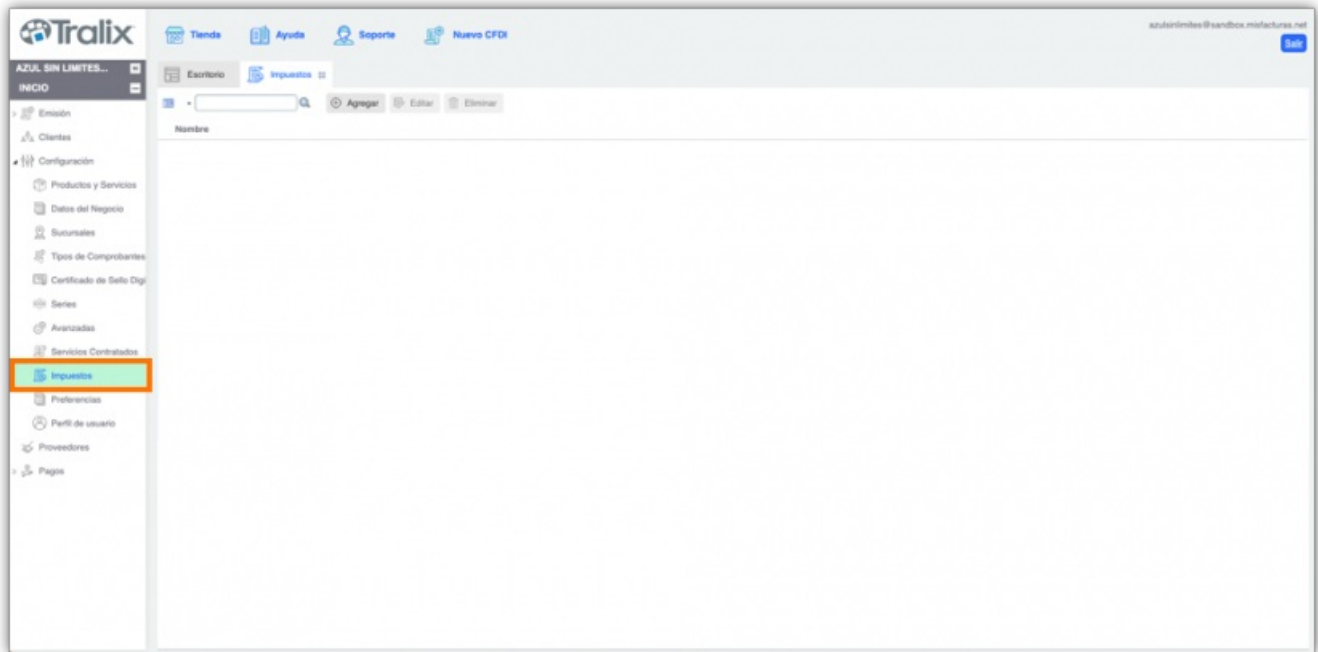 Tralix
Tienda Ayuda Soporte Nuevo CFDI
azulsinlimites@sandbox.misfacturas.net
Salir
AZUL SIN LIMITES...
INICIO
Emisión
Clientes
Configuración
Productos y Servicios
Datos del Negocio
Sucursales
Tipos de Comprobantes
Certificado de Sello Digi
Series
Avanzadas
Servicios Contratados
Impuestos
Preferencias
Perfil de usuario
Proveedores
Pagos
Escritorio Impuestos
Agregar Editar Eliminar
Nombre